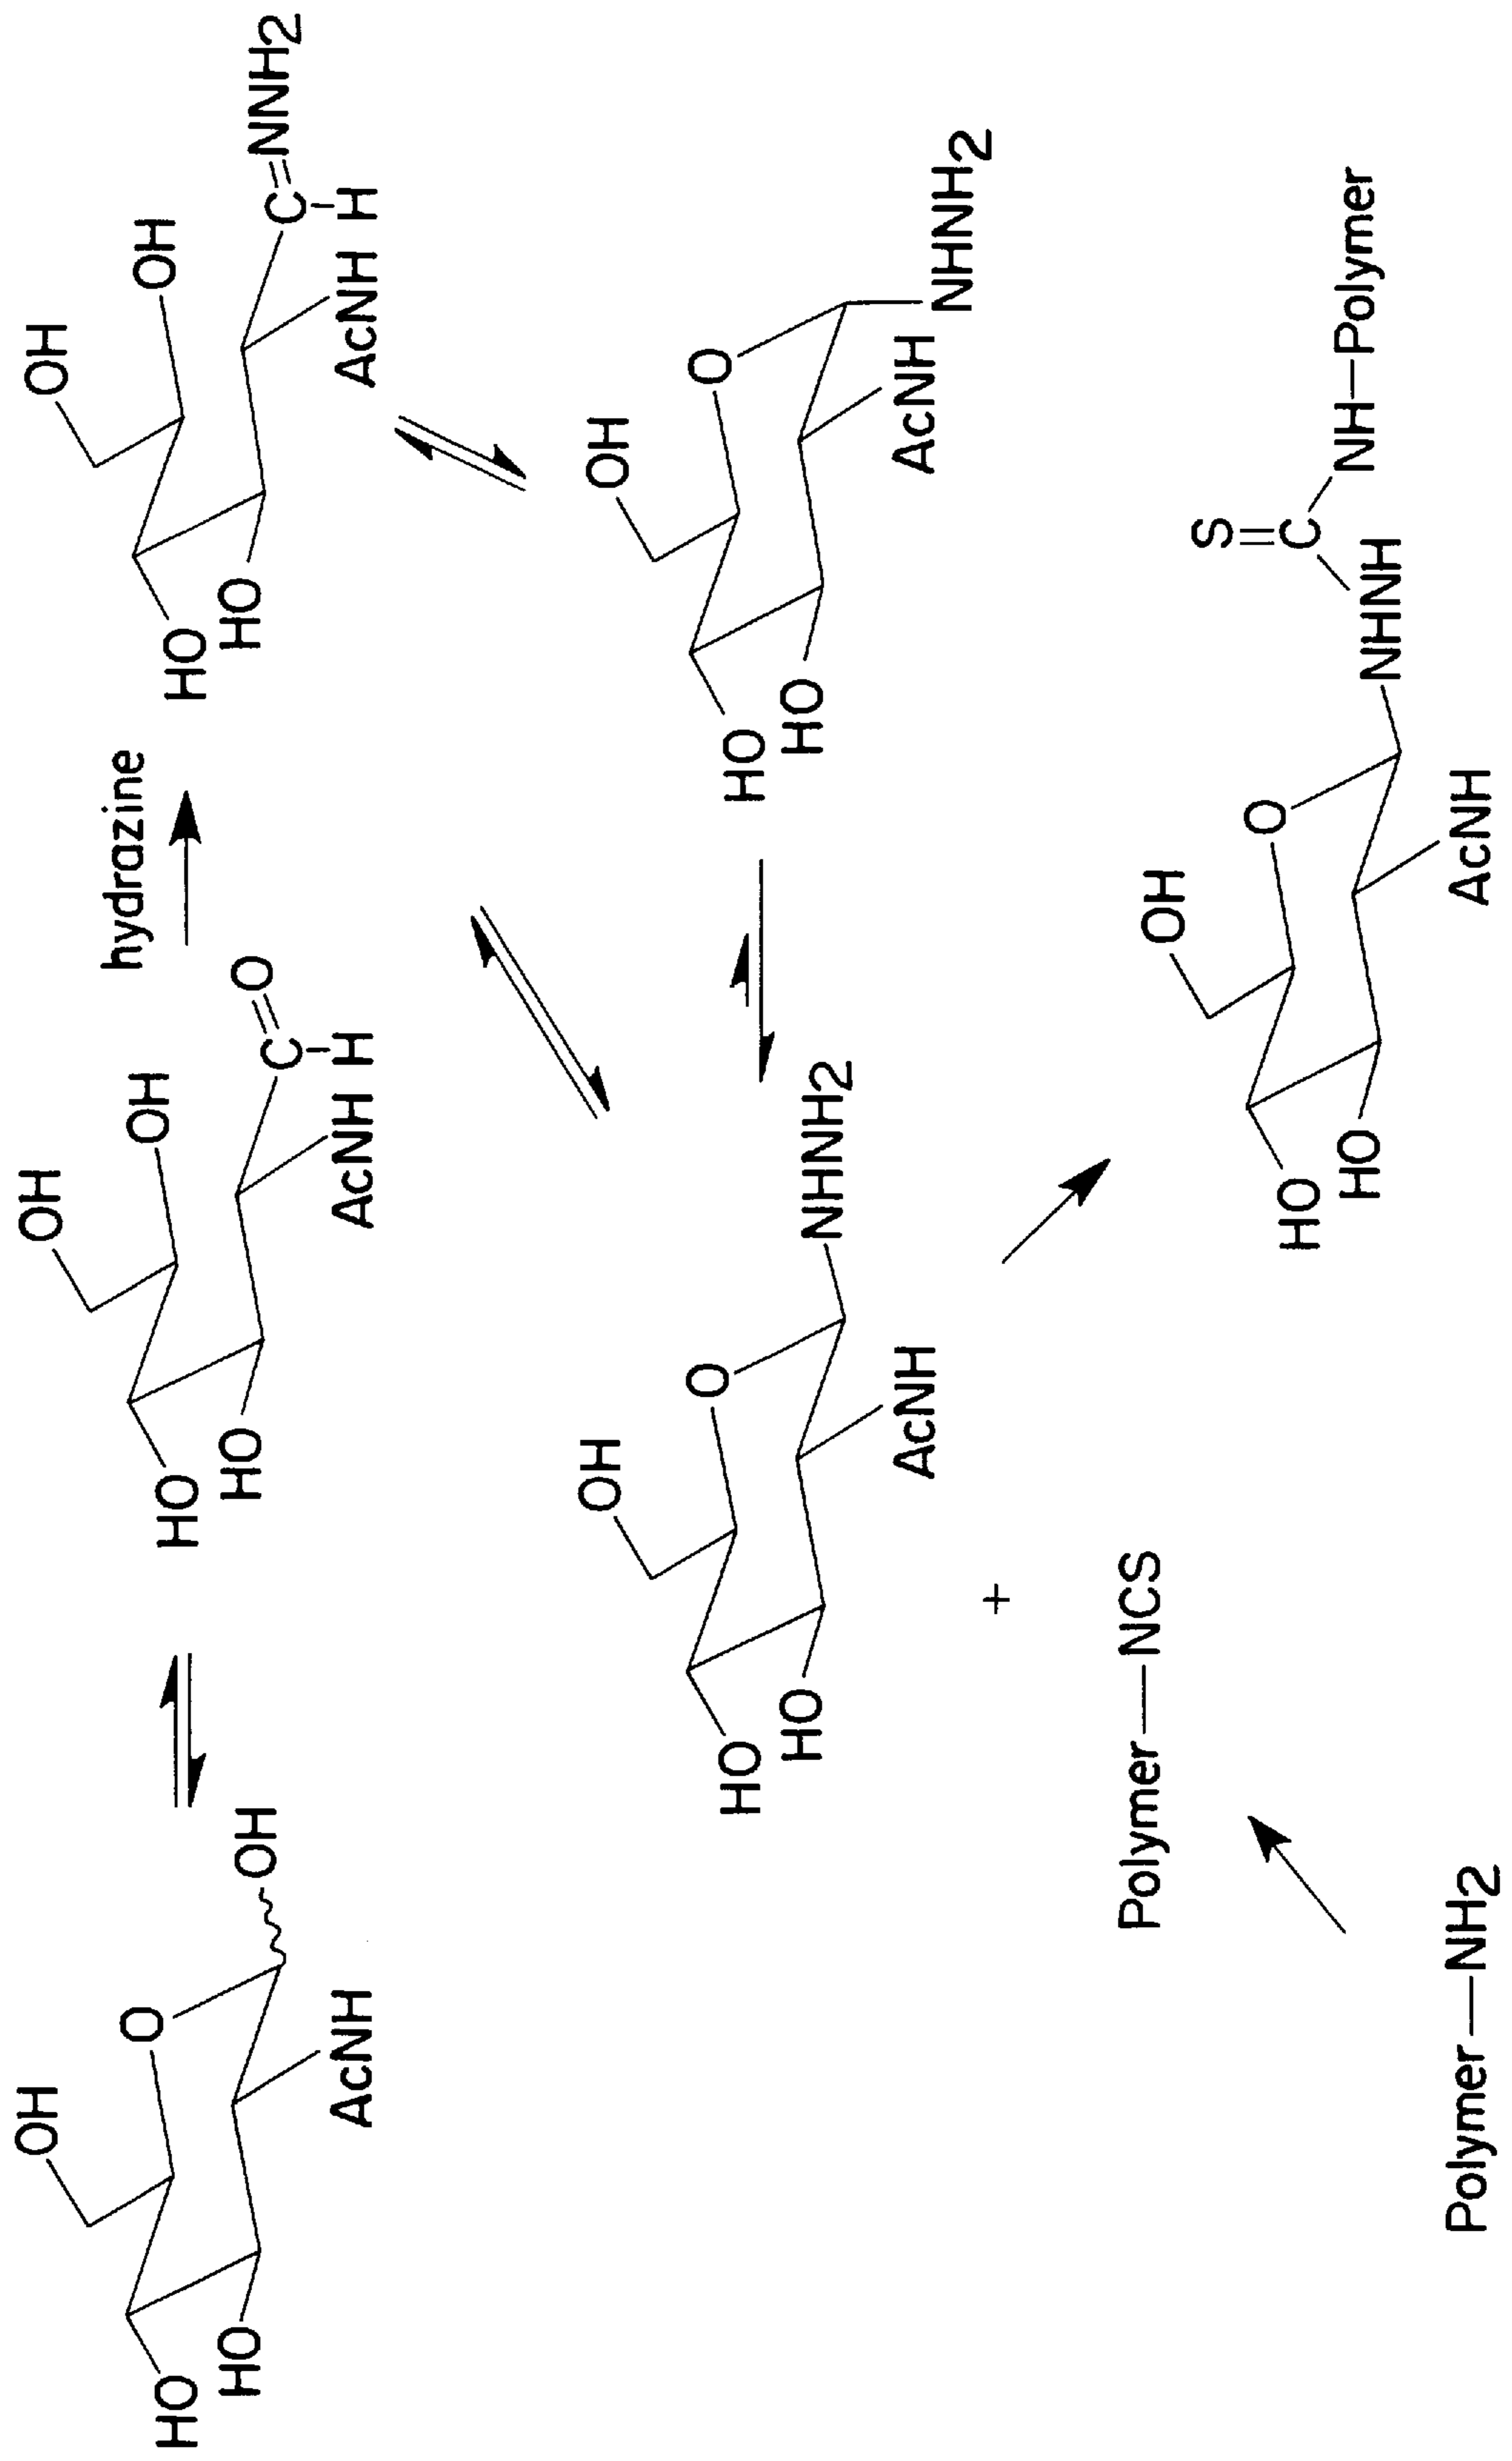 OH
O
HO
HO
OH
AcNH
OH
OH
HO
HO
C
O
AcNH
H
hydrazine
OH
OH
HO
HO
C=NNH2
AcNH
H
OH
O
HO
HO
NHNH2
AcNH
OH
O
HO
HO
AcNH
NHNH2
+
Polymer—NCS
Polymer—NH2
OH
O
HO
HO
AcNH
NHNH
S
C
NH—Polymer